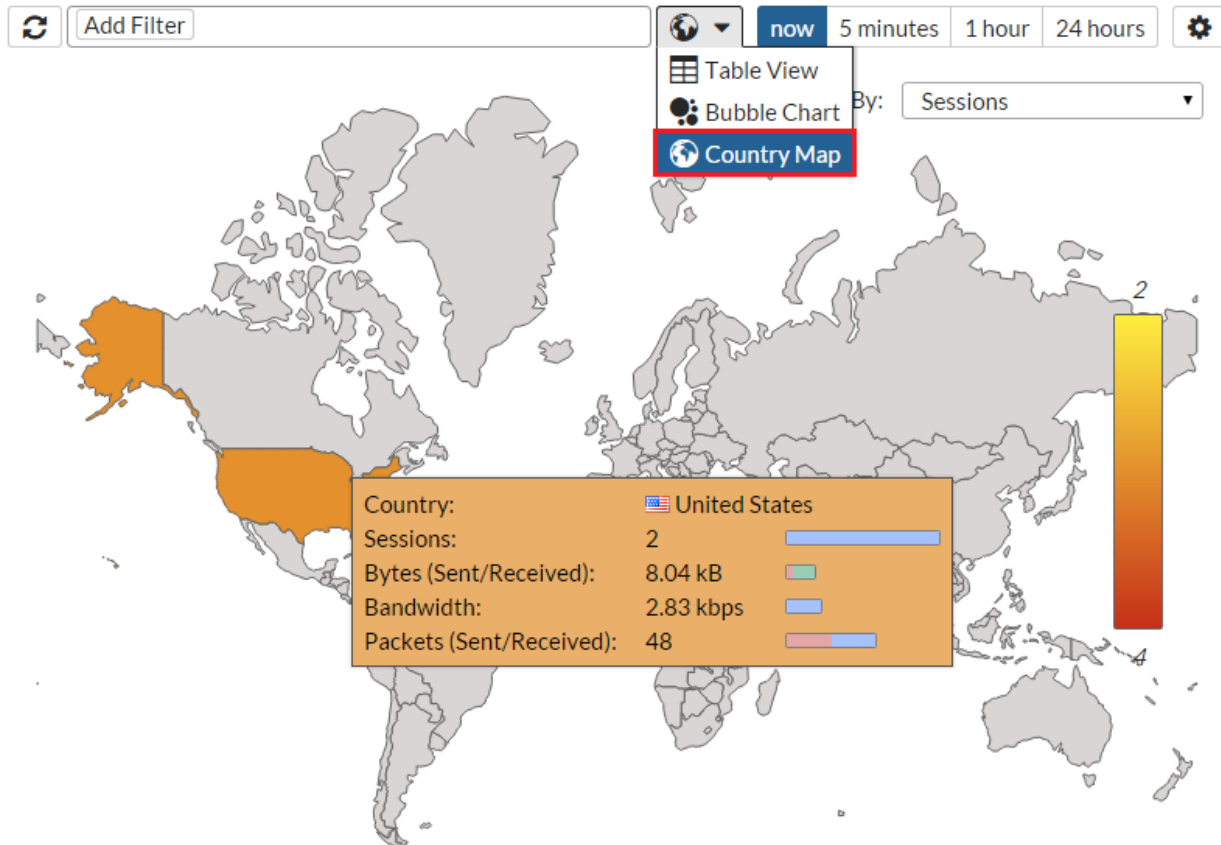 Add Filter
now 5 minutes 1 hour 24 hours
Table View
Bubble Chart
By: Sessions
Country Map
2
Country: United States
Sessions: 2
Bytes (Sent/Received): 8.04 kB
Bandwidth: 2.83 kbps
Packets (Sent/Received): 48
4